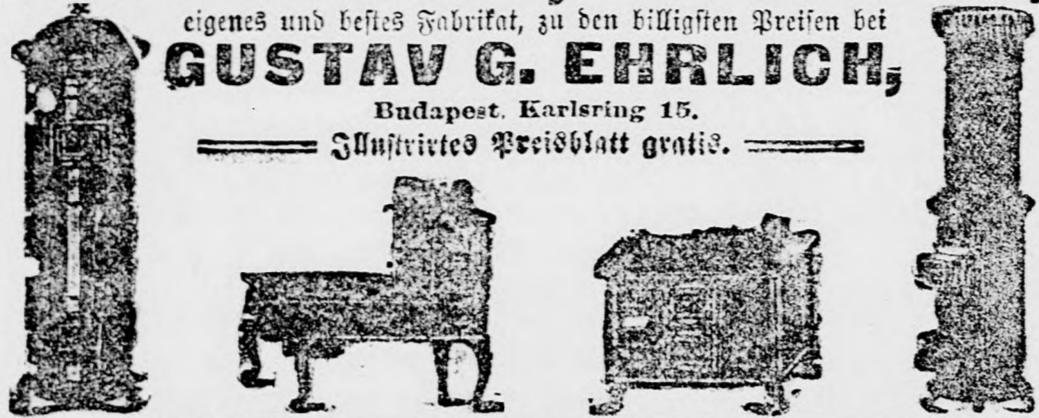 eigenes und bestes Fabrikat, zu den billigsten Preisen bei
GUSTAV G. EHRLICH,
Budapest, Karlsring 15.
Illustrirtes Preisblatt gratis.